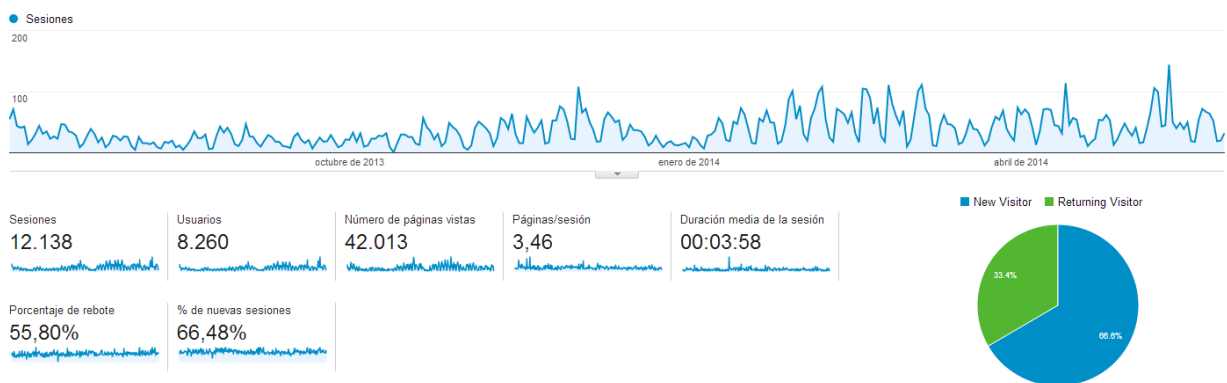 Sesiones
200
100
octubre de 2013 enero de 2014 abril de 2014
New Visitor Returning Visitor
Sesiones Usuarios Número de páginas vistas Páginas/sesión Duración media de la sesión
12.138 8.260 42.013 3,46 00:03:58
33.4%
66.6%
Porcentaje de rebote % de nuevas sesiones
55,80% 66,48%